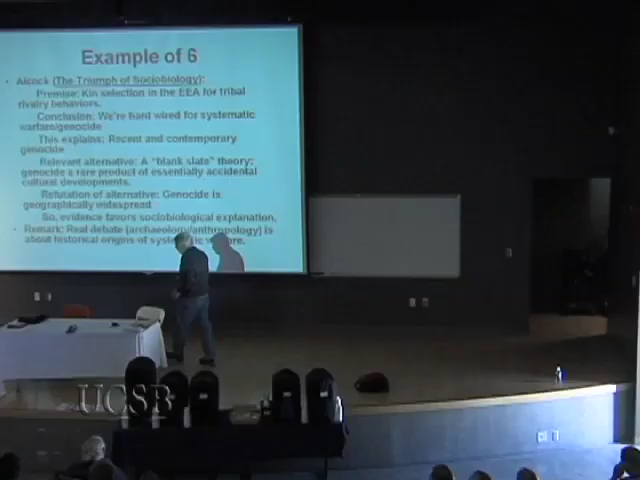 Example of 6
• Alcock (The Triumph of Sociobiology):
Premise: Kin selection in the EEA for tribal
rivalry behaviors.
Conclusion: We're hard wired for systematic
warfare/genocide
This explains: Recent and contemporary
genocide
Relevant alternative: A "blank slate" theory;
genocide a rare product of essentially accidental
cultural developments.
Refutation of alternative: Genocide is
geographically widespread
So, evidence favors sociobiological explanation.
• Remark: Real debate (archaeology/anthropology) is
about historical origins of
UCSB